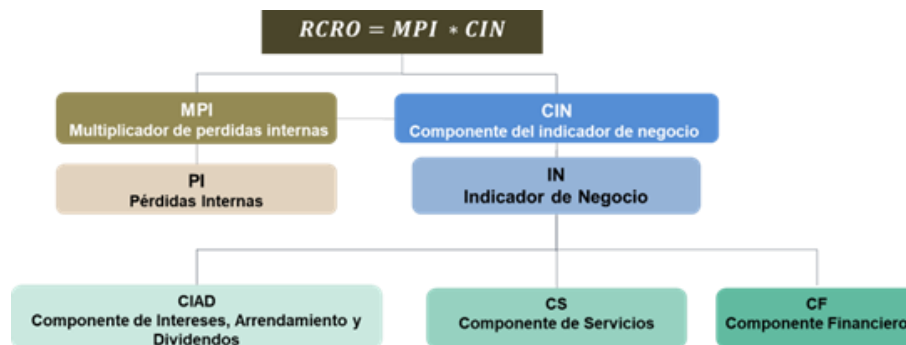 RCRO = MPI * CIN
MPI
Multiplicador de perdidas internas
CIN
Componente del indicador de negocio
PI
Pérdidas Internas
IN
Indicador de Negocio
CIAD
Componente de Intereses, Arrendamiento y
Dividendos
CS
Componente de Servicios
CF
Componente Financiero